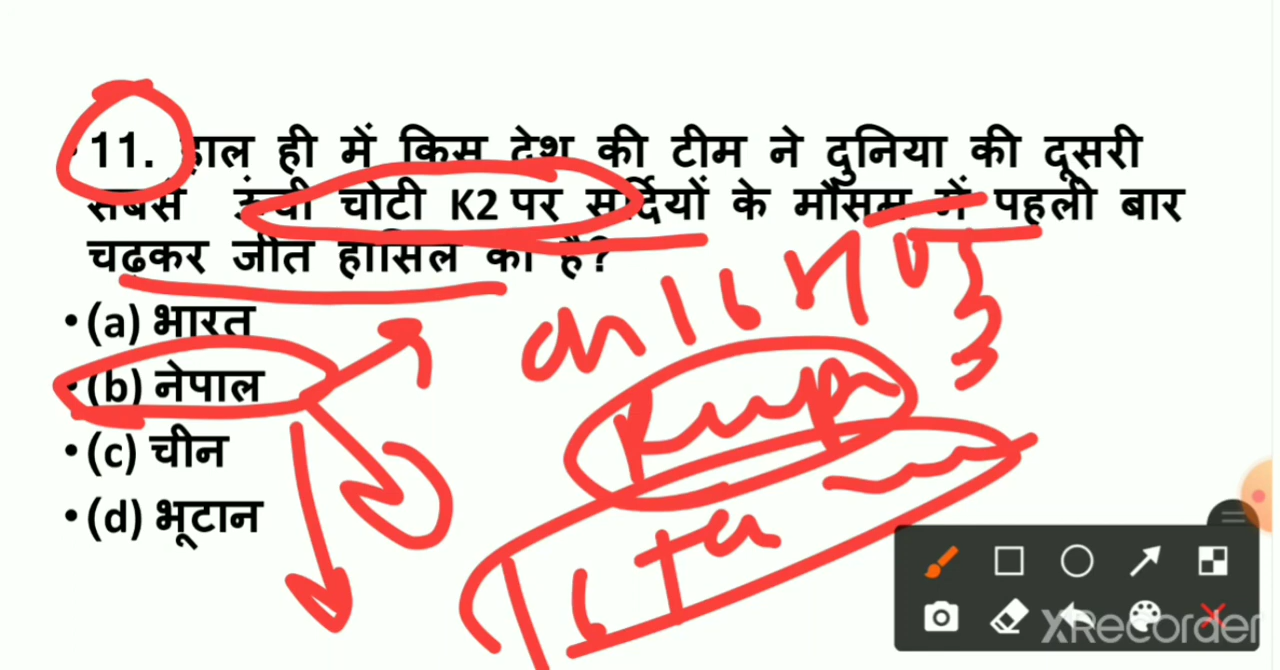 11. हाल ही में किस देश की टीम ने दुनिया की दूसरी
सबसे ऊंची चोटी K2 पर सर्दियों के मौसम में पहली बार
चढ़कर जीत हासिल की है?
• (a) भारत
• (b) नेपाल
• (c) चीन
• (d) भूटान
XRecorder